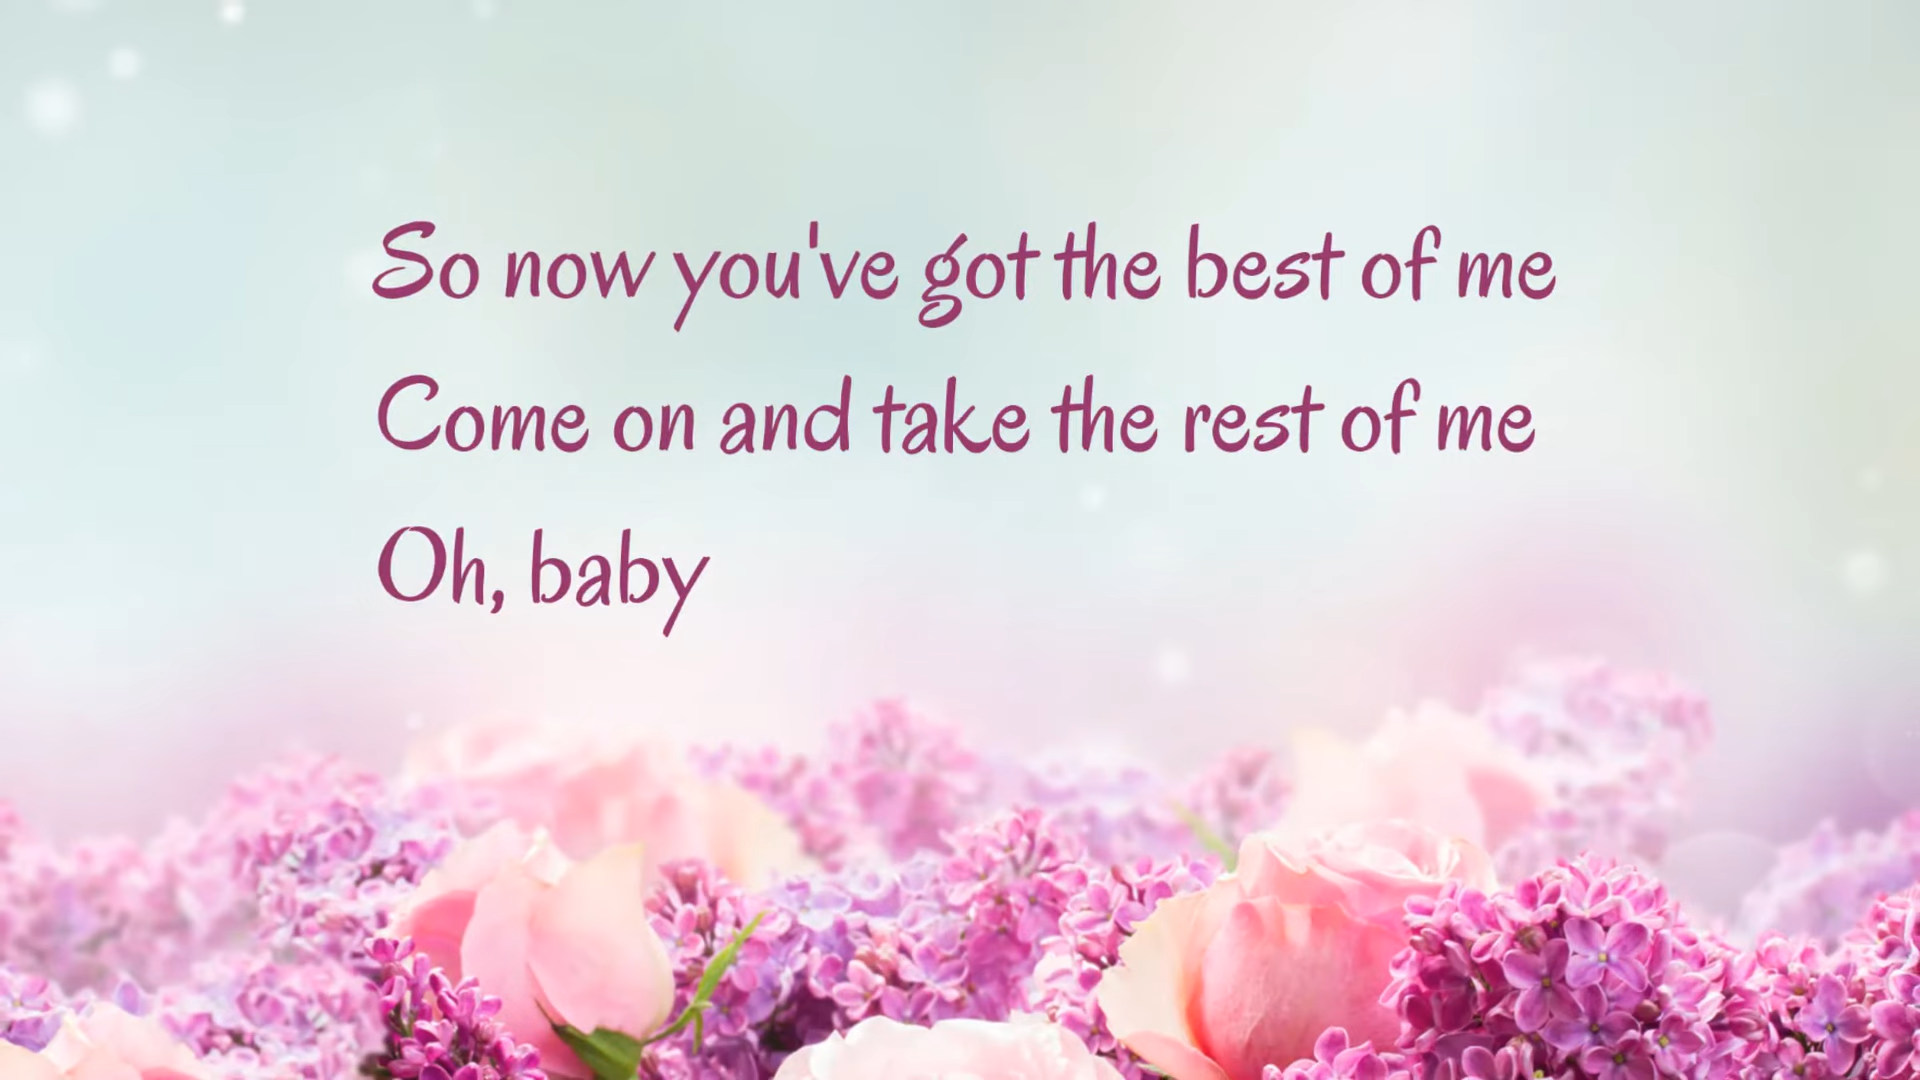 So now you've got the best of me
Come on and take the rest of me
Oh, baby